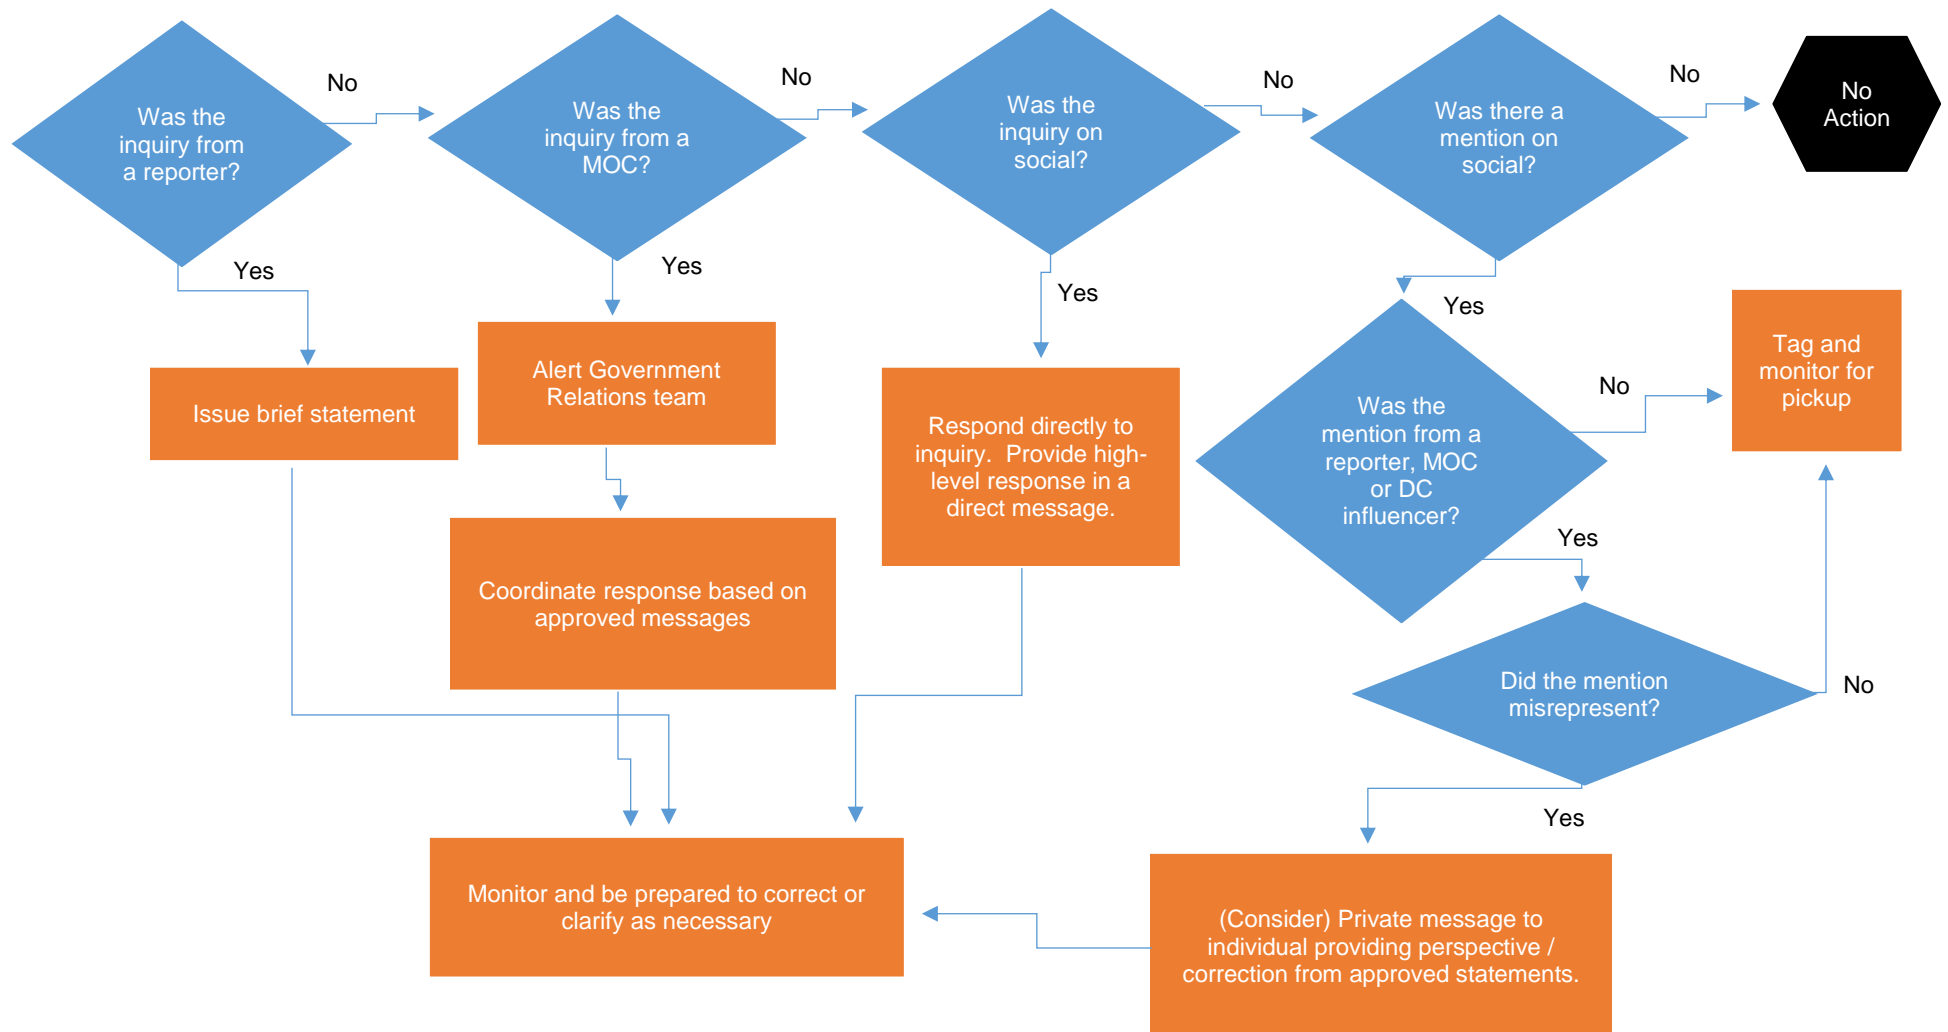 Was the
inquiry from
a reporter?
No
Was the
inquiry from a
MOC?
No
Was the
inquiry on
social?
No
Was there a
mention on
social?
No
No
Action
Yes
Yes
Yes
Yes
Issue brief statement
Alert Government
Relations team
Coordinate response based on
approved messages
Respond directly to
inquiry.  Provide high-
level response in a
direct message.
Was the
mention from a
reporter, MOC
or DC
influencer?
No
Tag and
monitor for
pickup
Yes
Did the mention
misrepresent?
No
Yes
Monitor and be prepared to correct or
clarify as necessary
(Consider) Private message to
individual providing perspective /
correction from approved statements.